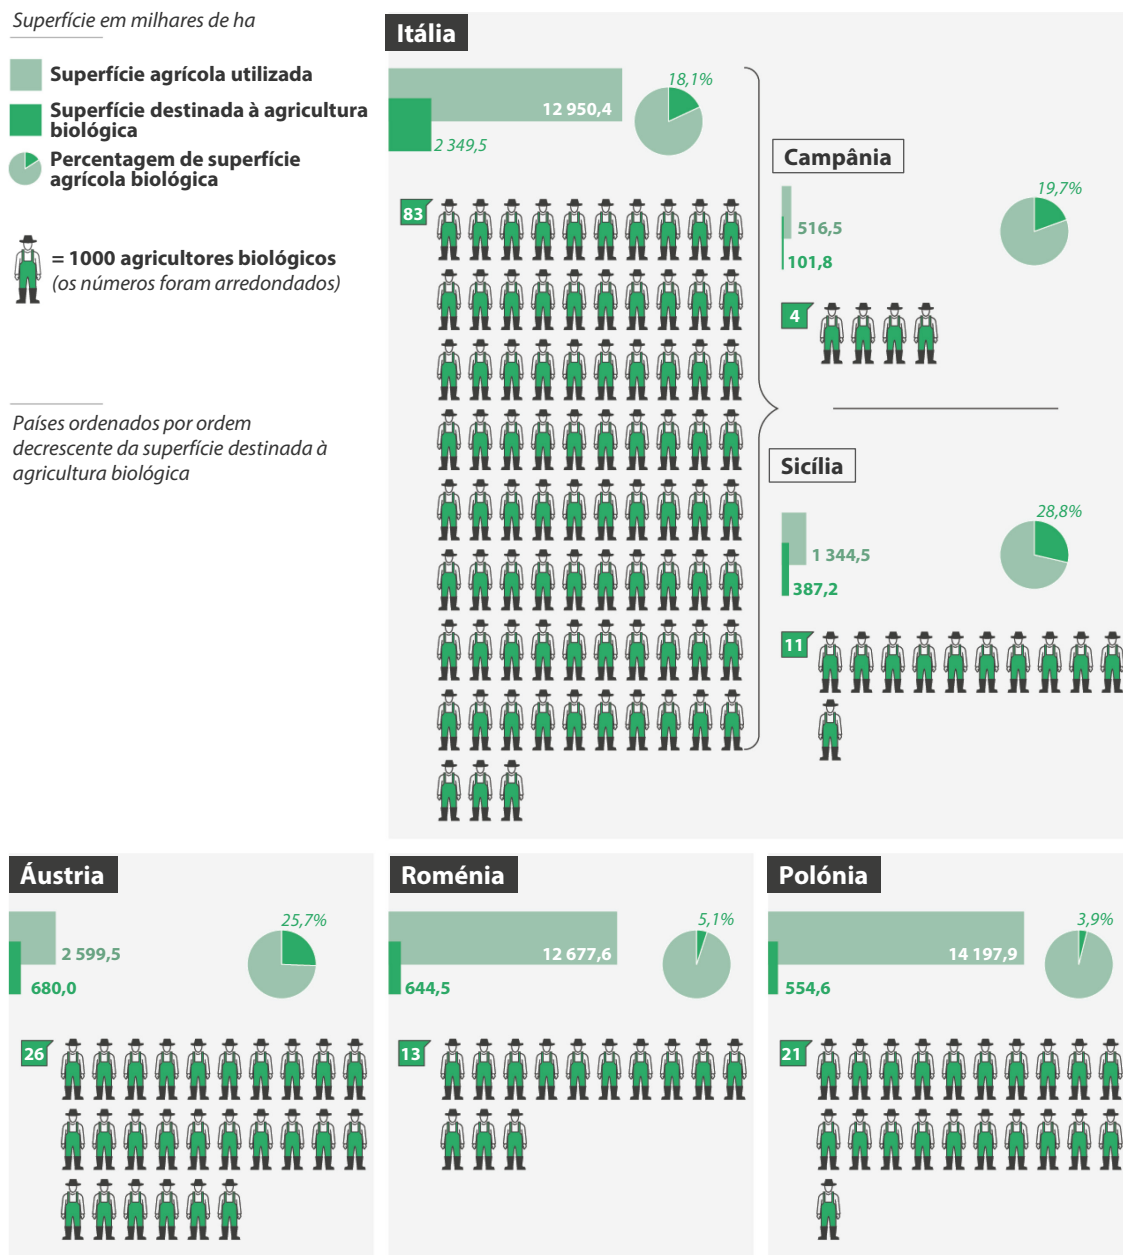 Superfície em milhares de ha
Superfície agrícola utilizada
Superfície destinada à agricultura
biológica
Percentagem de superfície
agrícola biológica
= 1000 agricultores biológicos
(os números foram arredondados)
Países ordenados por ordem
decrescente da superfície destinada à
agricultura biológica
Itália
12 950,4
18,1%
2 349,5
83
Campânia
19,7%
516,5
101,8
4
Sicília
28,8%
1 344,5
387,2
11
Áustria
25,7%
2 599,5
680,0
26
Roménia
5,1%
12 677,6
644,5
13
Polónia
3,9%
14 197,9
554,6
21